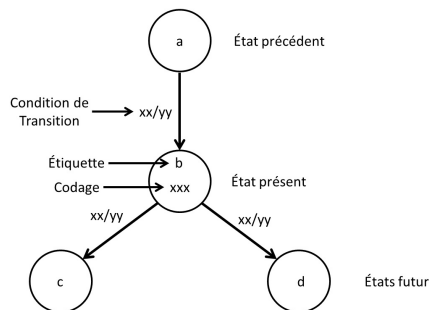 a
État précédent
Condition de
Transition
xx/yy
Étiquette
b
Codage
xxx
État présent
xx/yy
xx/yy
c
d
États futur